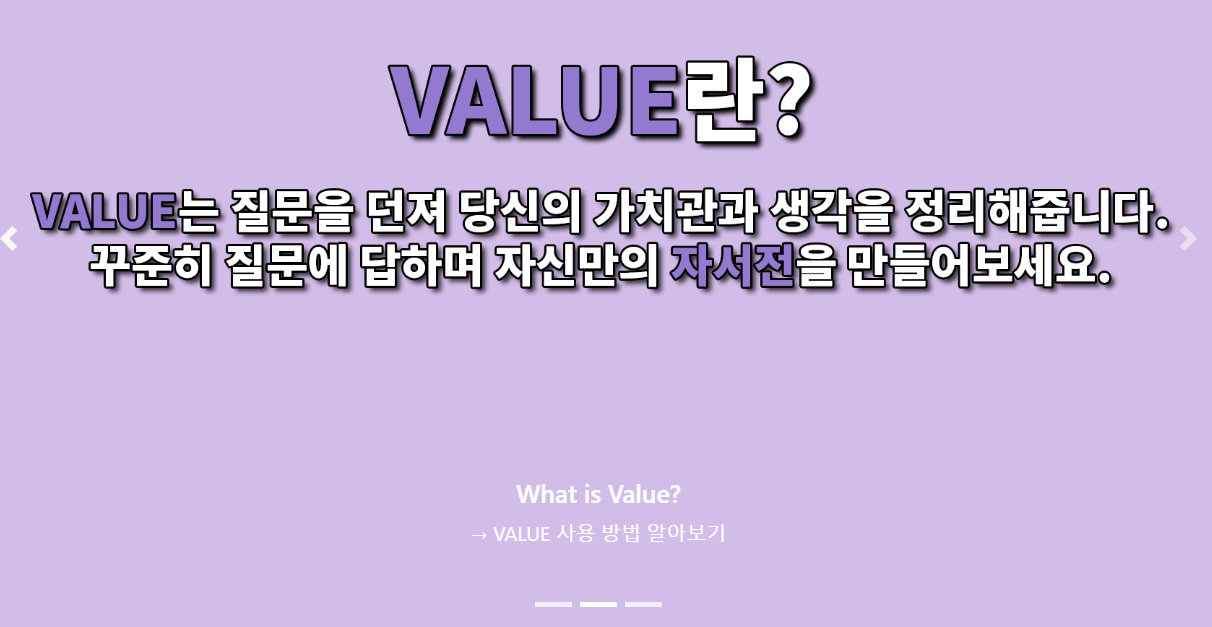 VALUE란?
VALUE는 질문을 던져 당신의 가치관과 생각을 정리해줍니다.
꾸준히 질문에 답하며 자신만의 자서전을 만들어보세요.
What is Value?
→ VALUE 사용 방법 알아보기